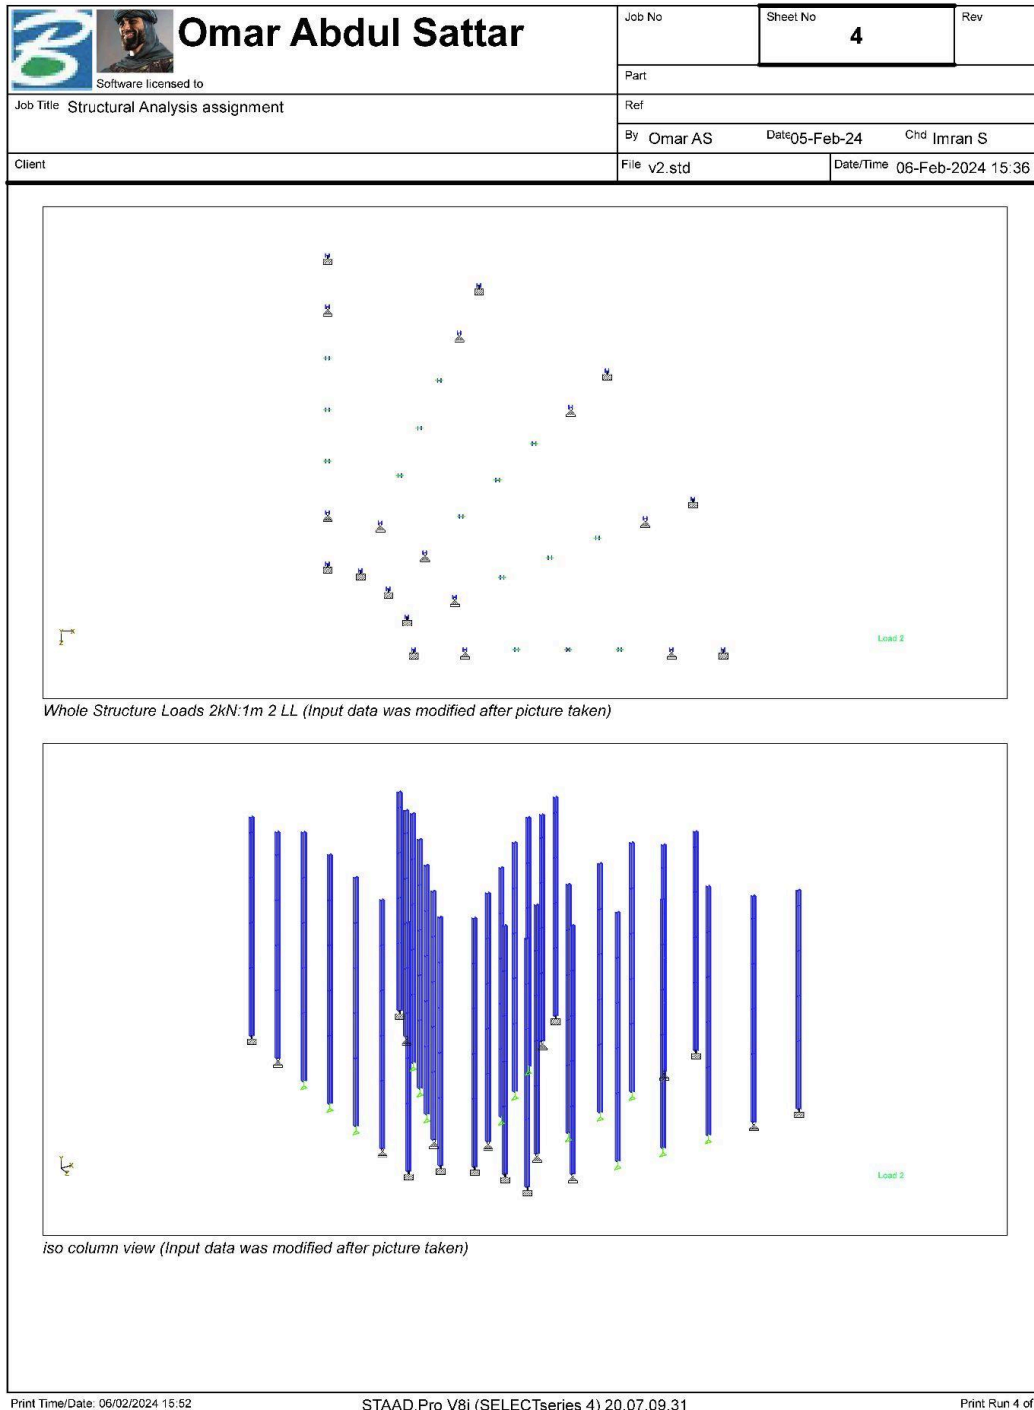 Omar Abdul Sattar
Software licensed to
Job No
Sheet No
4
Rev
Part
Job Title Structural Analysis assignment
Ref
By Omar AS Date 05-Feb-24 Chd Imran S
Client
File v2.std Date/Time 06-Feb-2024 15:36
Load 2
Whole Structure Loads 2kN:1m 2 LL (Input data was modified after picture taken)
Load 2
iso column view (Input data was modified after picture taken)
Print Time/Date: 06/02/2024 15:52 STAAD.Pro V8i (SELECTseries 4) 20.07.09.31 Print Run 4 of